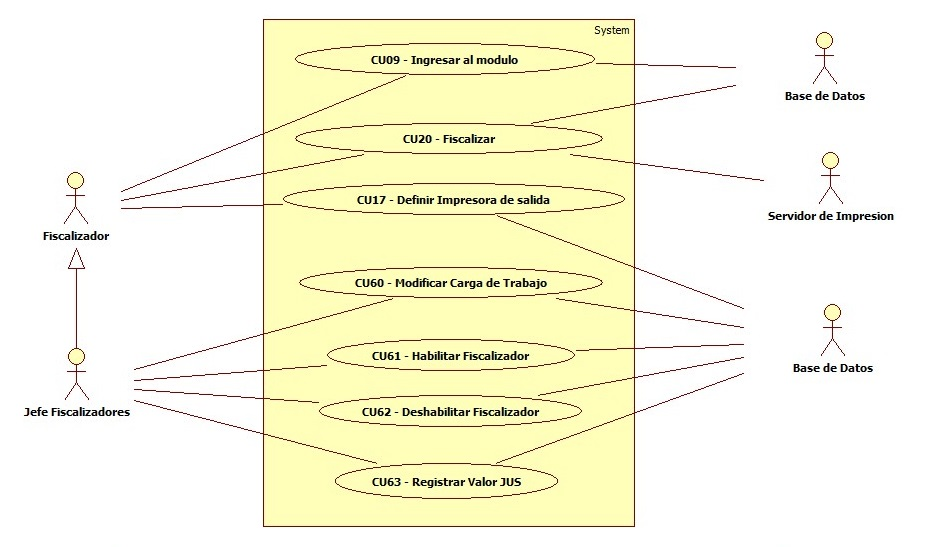 System
CU09 - Ingresar al modulo
Base de Datos
CU20 - Fiscalizar
CU17 - Definir Impresora de salida
Servidor de Impresion
Fiscalizador
CU60 - Modificar Carga de Trabajo
CU61 - Habilitar Fiscalizador
Base de Datos
Jefe Fiscalizadores
CU62 - Deshabilitar Fiscalizador
CU63 - Registrar Valor JUS